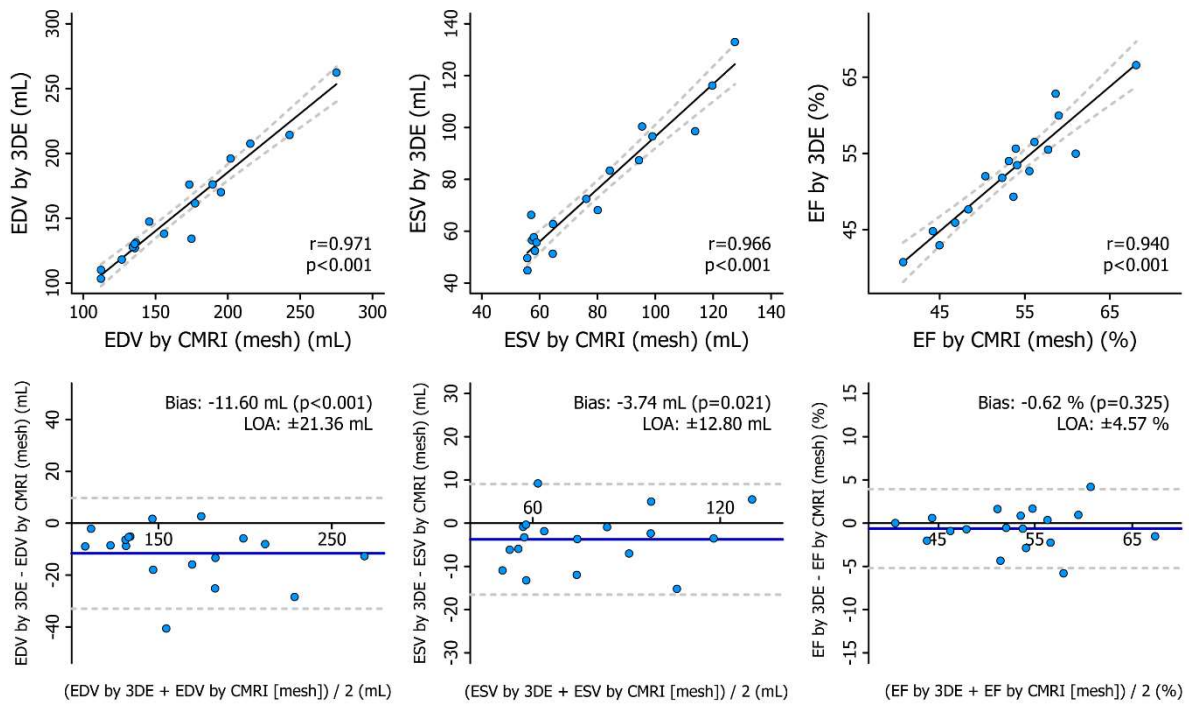 EDV by 3DE (mL)
300
250
200
150
100
r=0.971
p<0.001
100 150 200 250 300
EDV by CMRI (mesh) (mL)
ESV by 3DE (mL)
140
120
100
80
60
40
r=0.966
p<0.001
40 60 80 100 120 140
ESV by CMRI (mesh) (mL)
EF by 3DE (%)
65
55
45
r=0.940
p<0.001
45 55 65
EF by CMRI (mesh) (%)
EDV by 3DE - EDV by CMRI (mesh) (mL)
40
20
0
-20
-40
Bias: -11.60 mL (p<0.001)
LOA: ±21.36 mL
150 250
(EDV by 3DE + EDV by CMRI [mesh]) / 2 (mL)
ESV by 3DE - ESV by CMRI (mesh) (mL)
30
20
10
0
-10
-20
-30
Bias: -3.74 mL (p=0.021)
LOA: ±12.80 mL
60 120
(ESV by 3DE + ESV by CMRI [mesh]) / 2 (mL)
EF by 3DE - EF by CMRI (mesh) (%)
15
10
5
0
-5
-10
-15
Bias: -0.62 % (p=0.325)
LOA: ±4.57 %
45 55 65
(EF by 3DE + EF by CMRI [mesh]) / 2 (%)